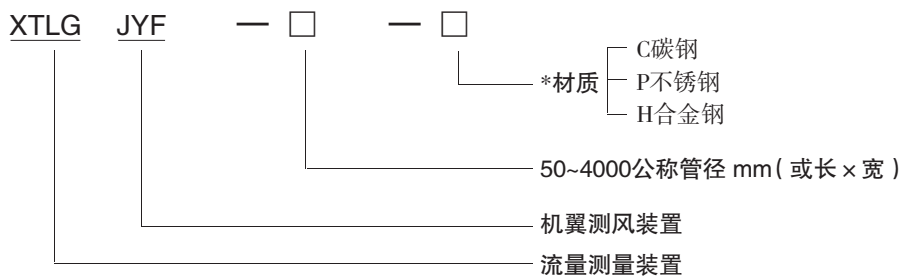 XTLG JYF — □ — □
C碳钢
*材质 P不锈钢
H合金钢
50~4000公称管径 mm（或长×宽）
机翼测风装置
流量测量装置